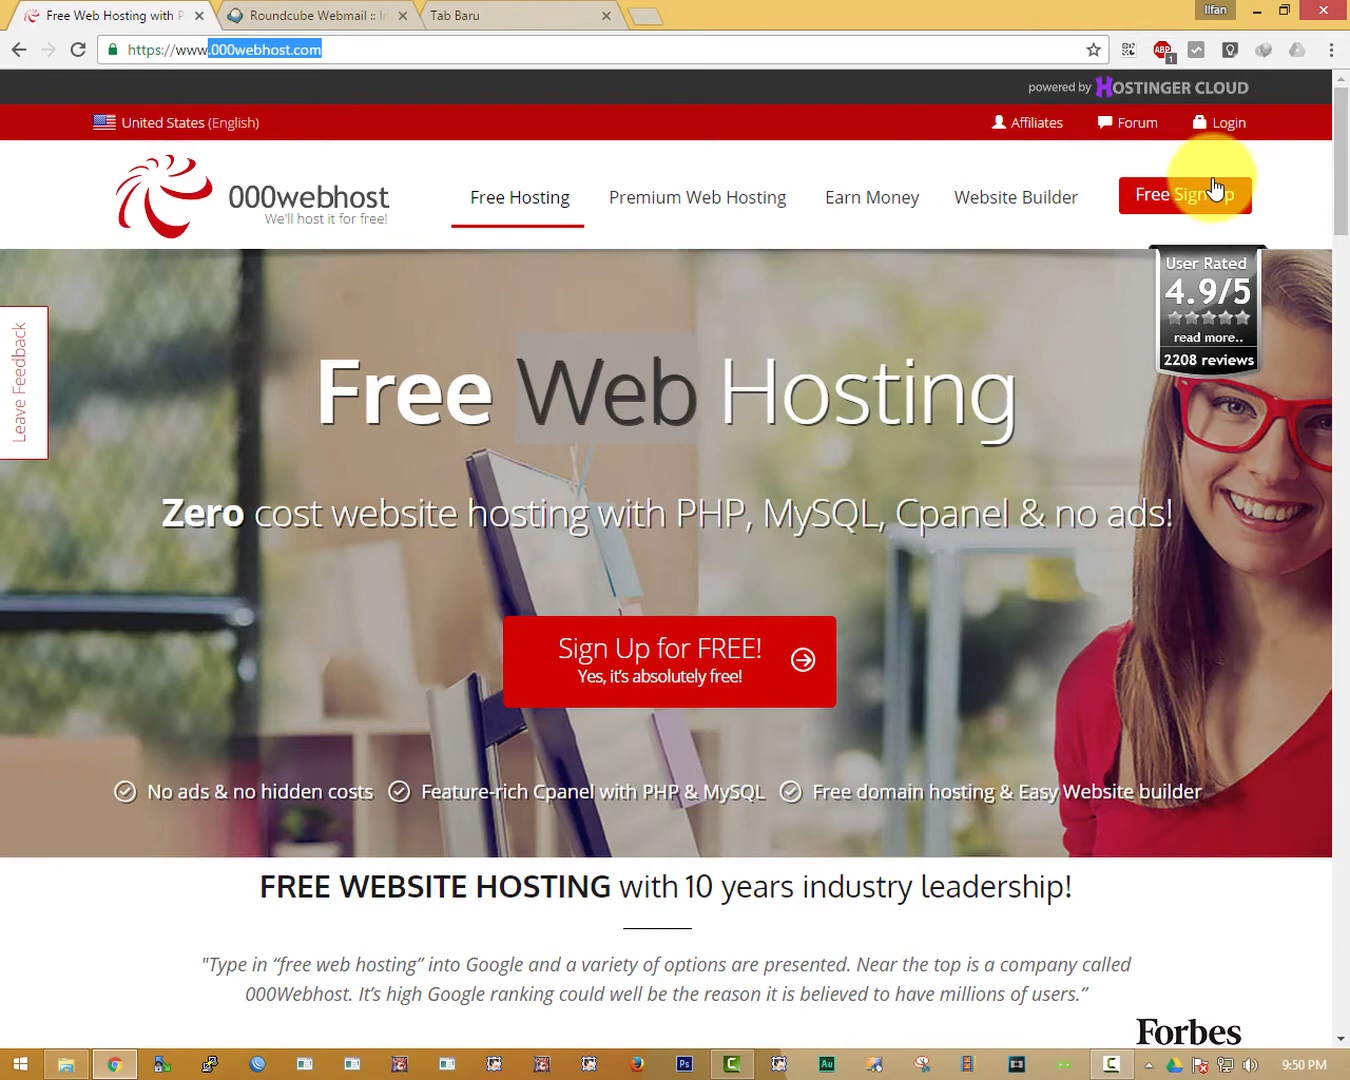 Free Web Hosting with P
Roundcube Webmail :: In
Tab Baru
Ilfan
https://www.000webhost.com
ABP
1
powered by HOSTINGER CLOUD
United States (English)
Affiliates
Forum
Login
000webhost
We'll host it for free!
Free Hosting
Premium Web Hosting
Earn Money
Website Builder
Free Sign Up
User Rated
4.9/5
read more..
2208 reviews
Leave Feedback
Free Web Hosting
Zero cost website hosting with PHP, MySQL, Cpanel & no ads!
Sign Up for FREE!
Yes, it's absolutely free!
No ads & no hidden costs
Feature-rich Cpanel with PHP & MySQL
Free domain hosting & Easy Website builder
FREE WEBSITE HOSTING with 10 years industry leadership!
"Type in “free web hosting” into Google and a variety of options are presented. Near the top is a company called
000Webhost. It’s high Google ranking could well be the reason it is believed to have millions of users.”
Forbes
Ps
C
Au
C
9:50 PM